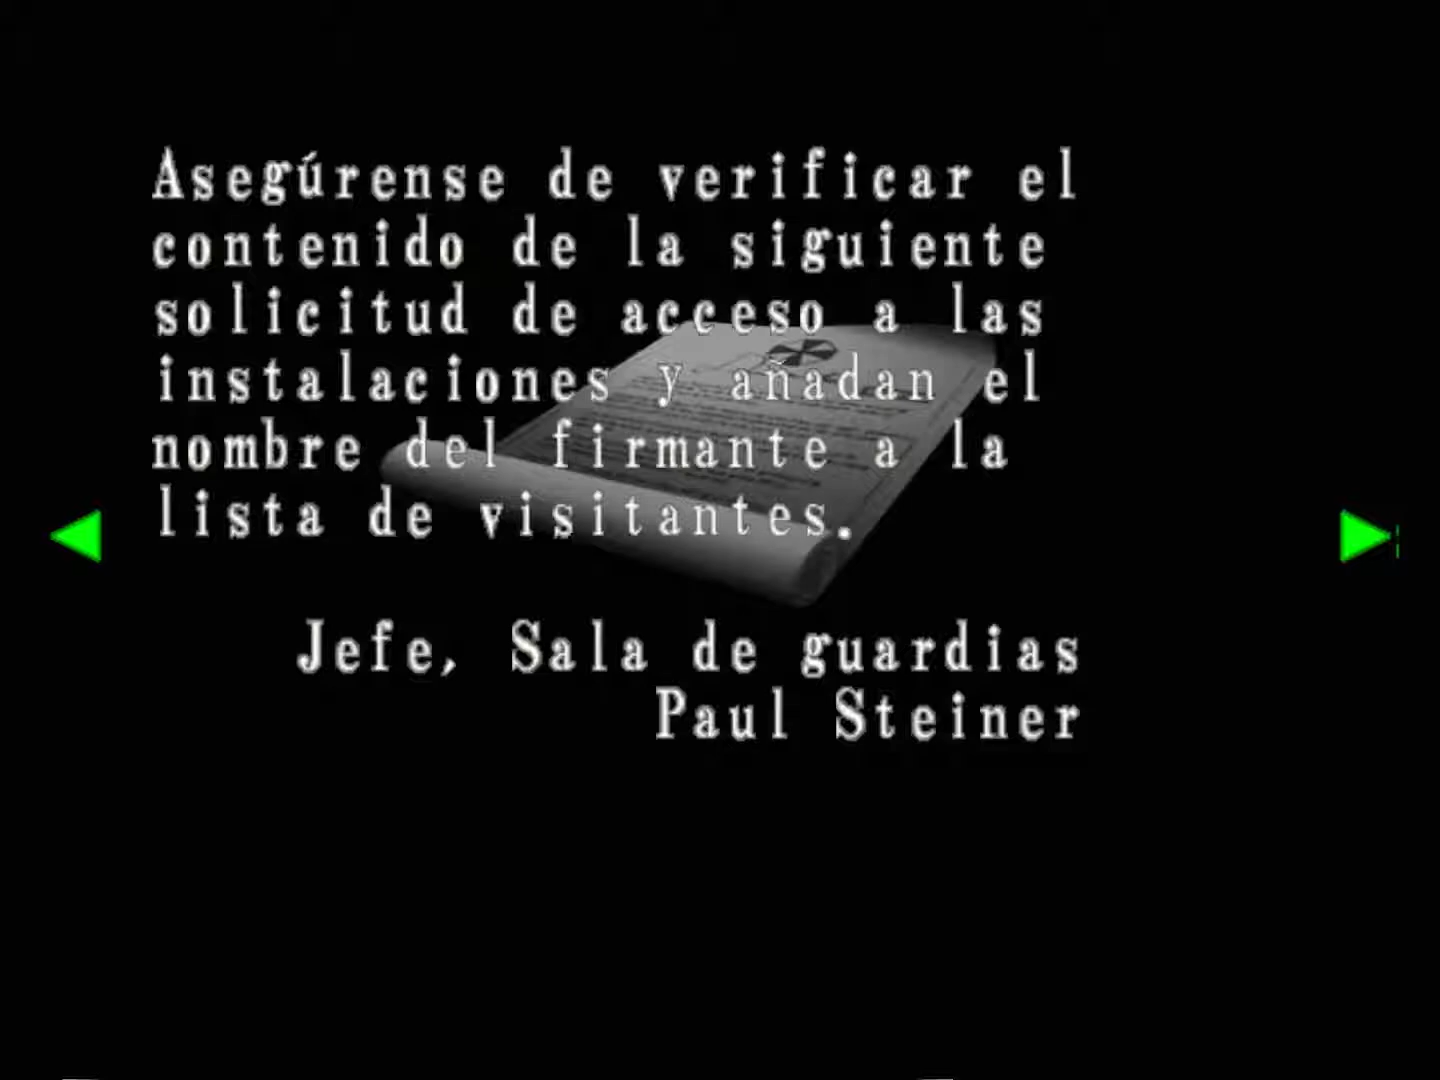 Asegúrense de verificar el
contenido de la siguiente
solicitud de acceso a las
instalaciones y añadan el
nombre del firmante a la
lista de visitantes.
Jefe, Sala de guardias
Paul Steiner